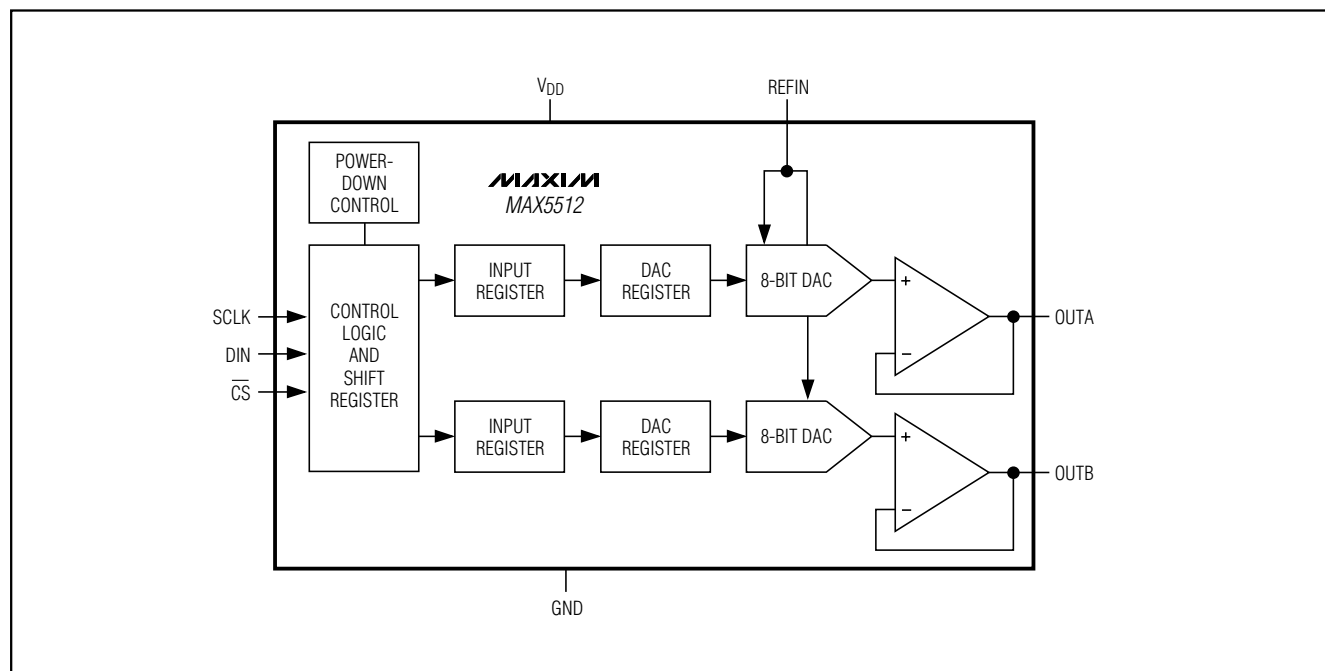 VDD
REFIN
POWER-
DOWN
CONTROL
MAXIM
MAX5512
CONTROL
LOGIC
AND
SHIFT
REGISTER
INPUT
REGISTER
DAC
REGISTER
8-BIT DAC
+
−
OUTA
SCLK
DIN
CS
INPUT
REGISTER
DAC
REGISTER
8-BIT DAC
+
−
OUTB
GND